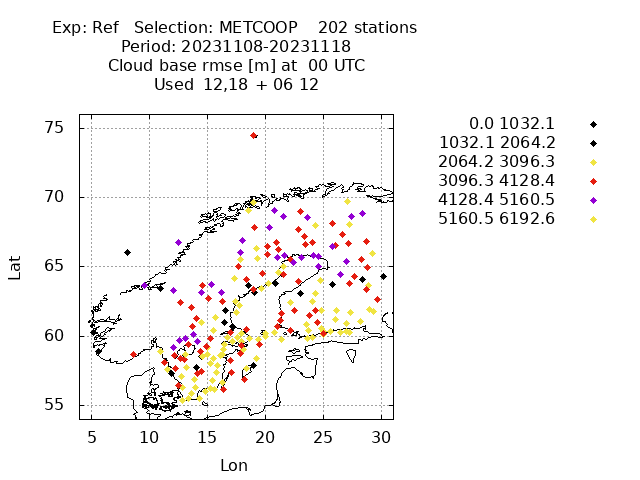 Exp: Ref Selection: METCOOP 202 stations
Period: 20231108-20231118
Cloud base rmse [m] at 00 UTC
Used 12,18 + 06 12
0.0 1032.1
1032.1 2064.2
2064.2 3096.3
3096.3 4128.4
4128.4 5160.5
5160.5 6192.6
75
70
65
60
55
Lat
5 10 15 20 25 30
Lon